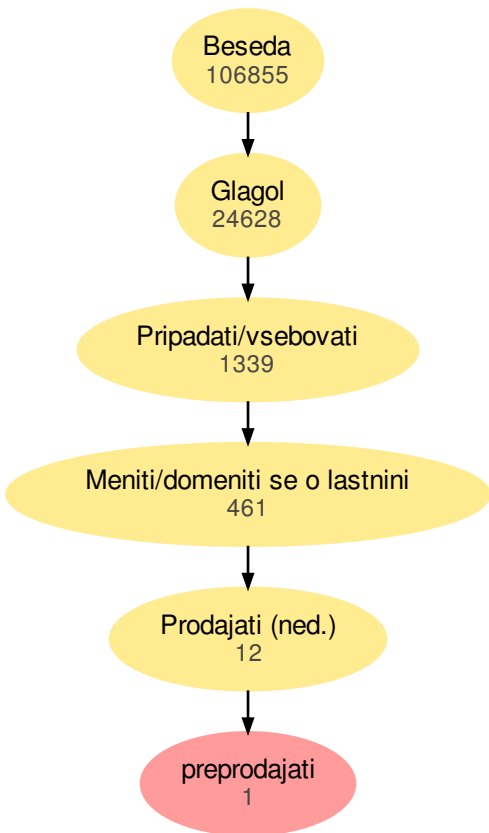 Beseda
106855
Glagol
24628
Pripadati/vsebovati
1339
Meniti/domeniti se o lastnini
461
Prodajati (ned.)
12
preprodajati
1